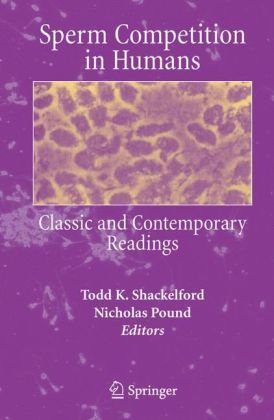 Sperm Competition
in Humans
Classic and Contemporary
Readings
Todd K. Shackelford
Nicholas Pound
Editors
Springer